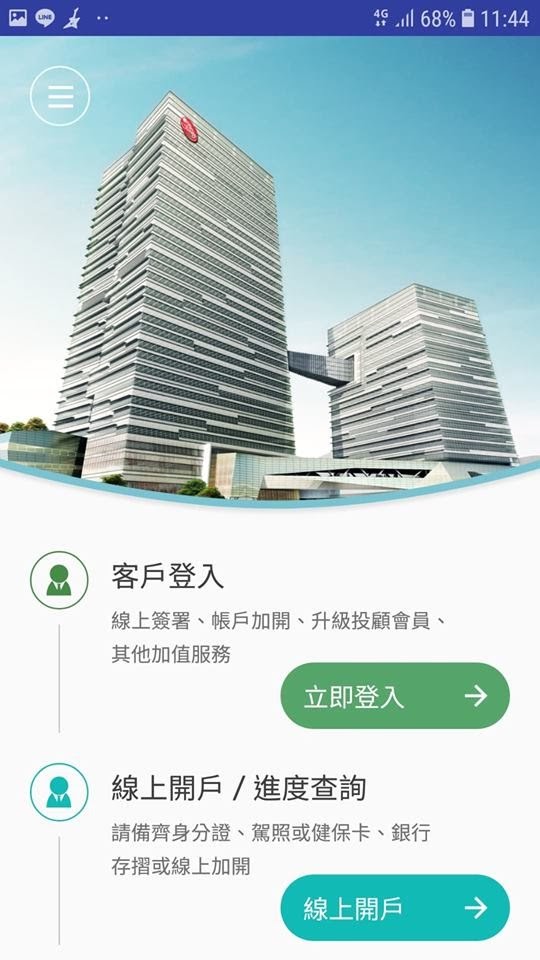 LINE
4G 68% 11:44
客戶登入
線上簽署、帳戶加開、升級投顧會員、
其他加值服務
立即登入
線上開戶 / 進度查詢
請備齊身分證、駕照或健保卡、銀行
存摺或線上加開
線上開戶